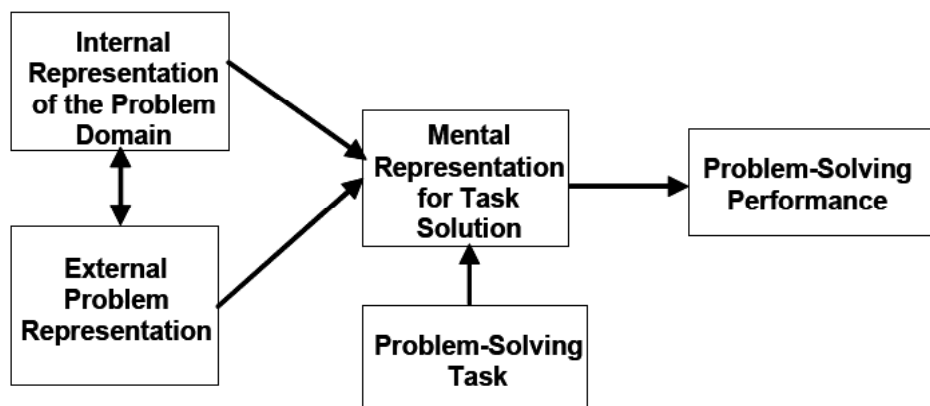 Internal
Representation
of the Problem
Domain
External
Problem
Representation
Mental
Representation
for Task
Solution
Problem-Solving
Task
Problem-Solving
Performance